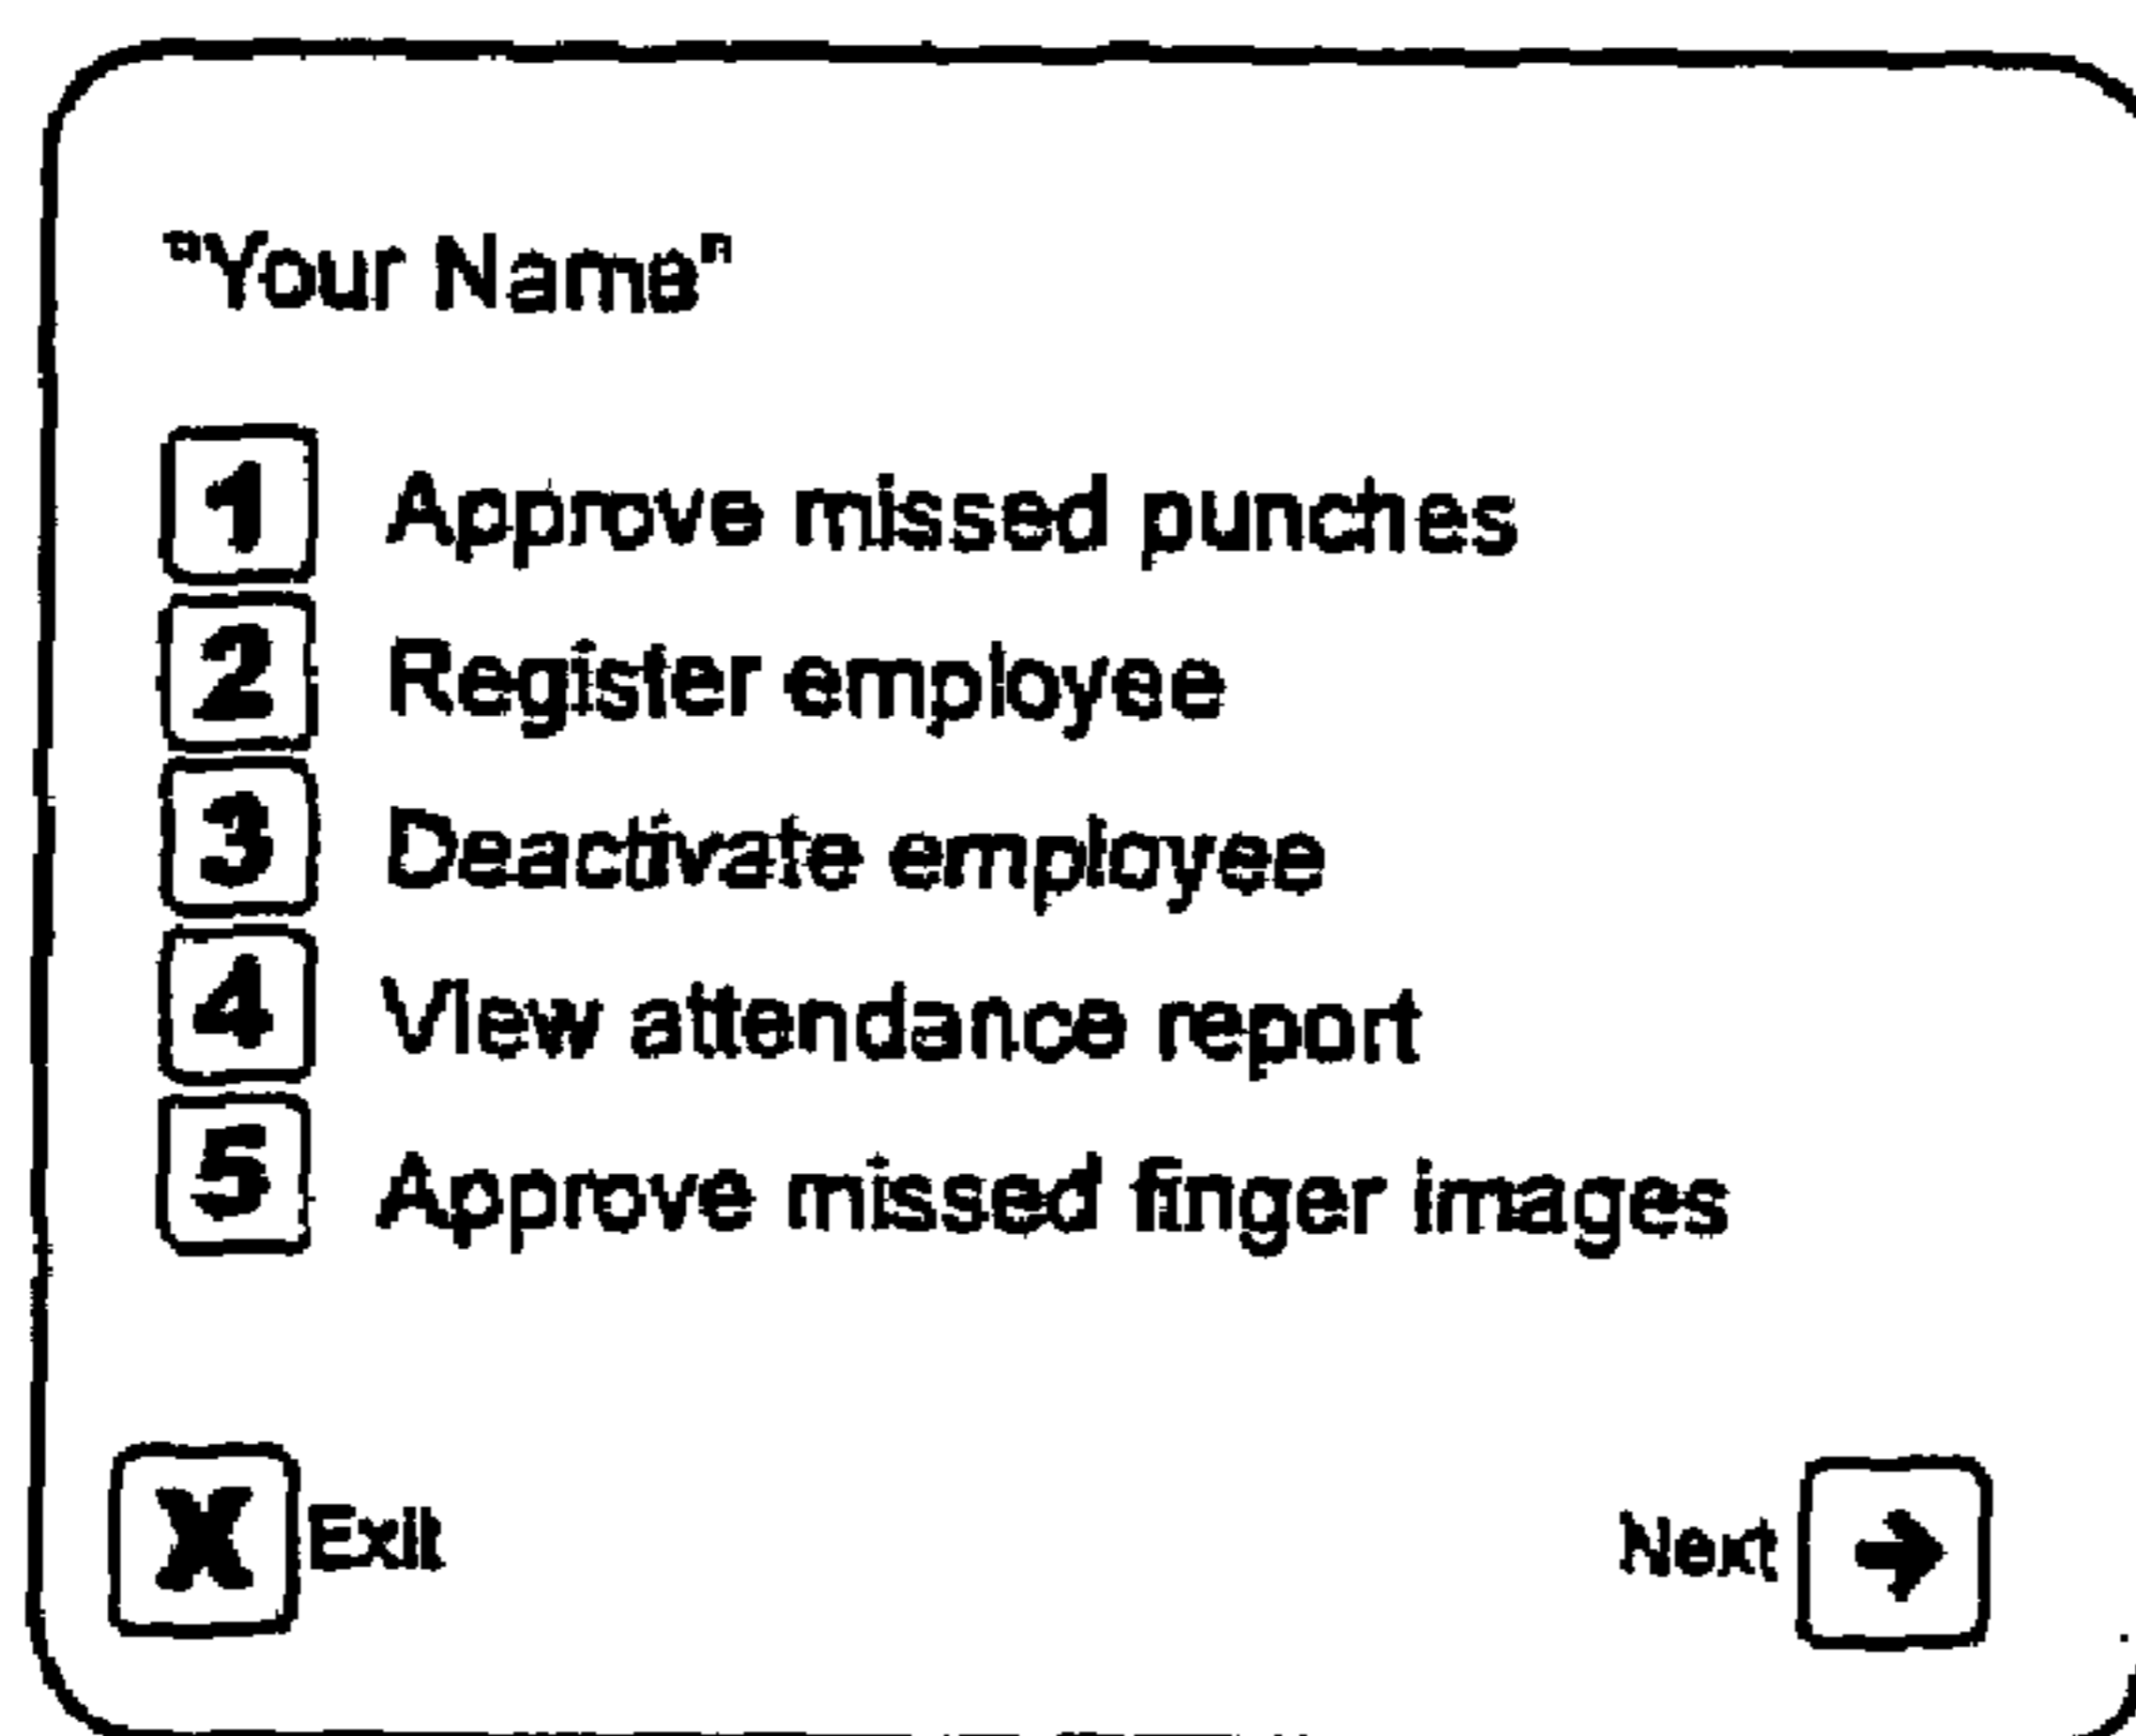 "Your Name"
1 Approve missed punches
2 Register employee
3 Deactivate employee
4 View attendance report
5 Approve missed finger images
X Exit Next →